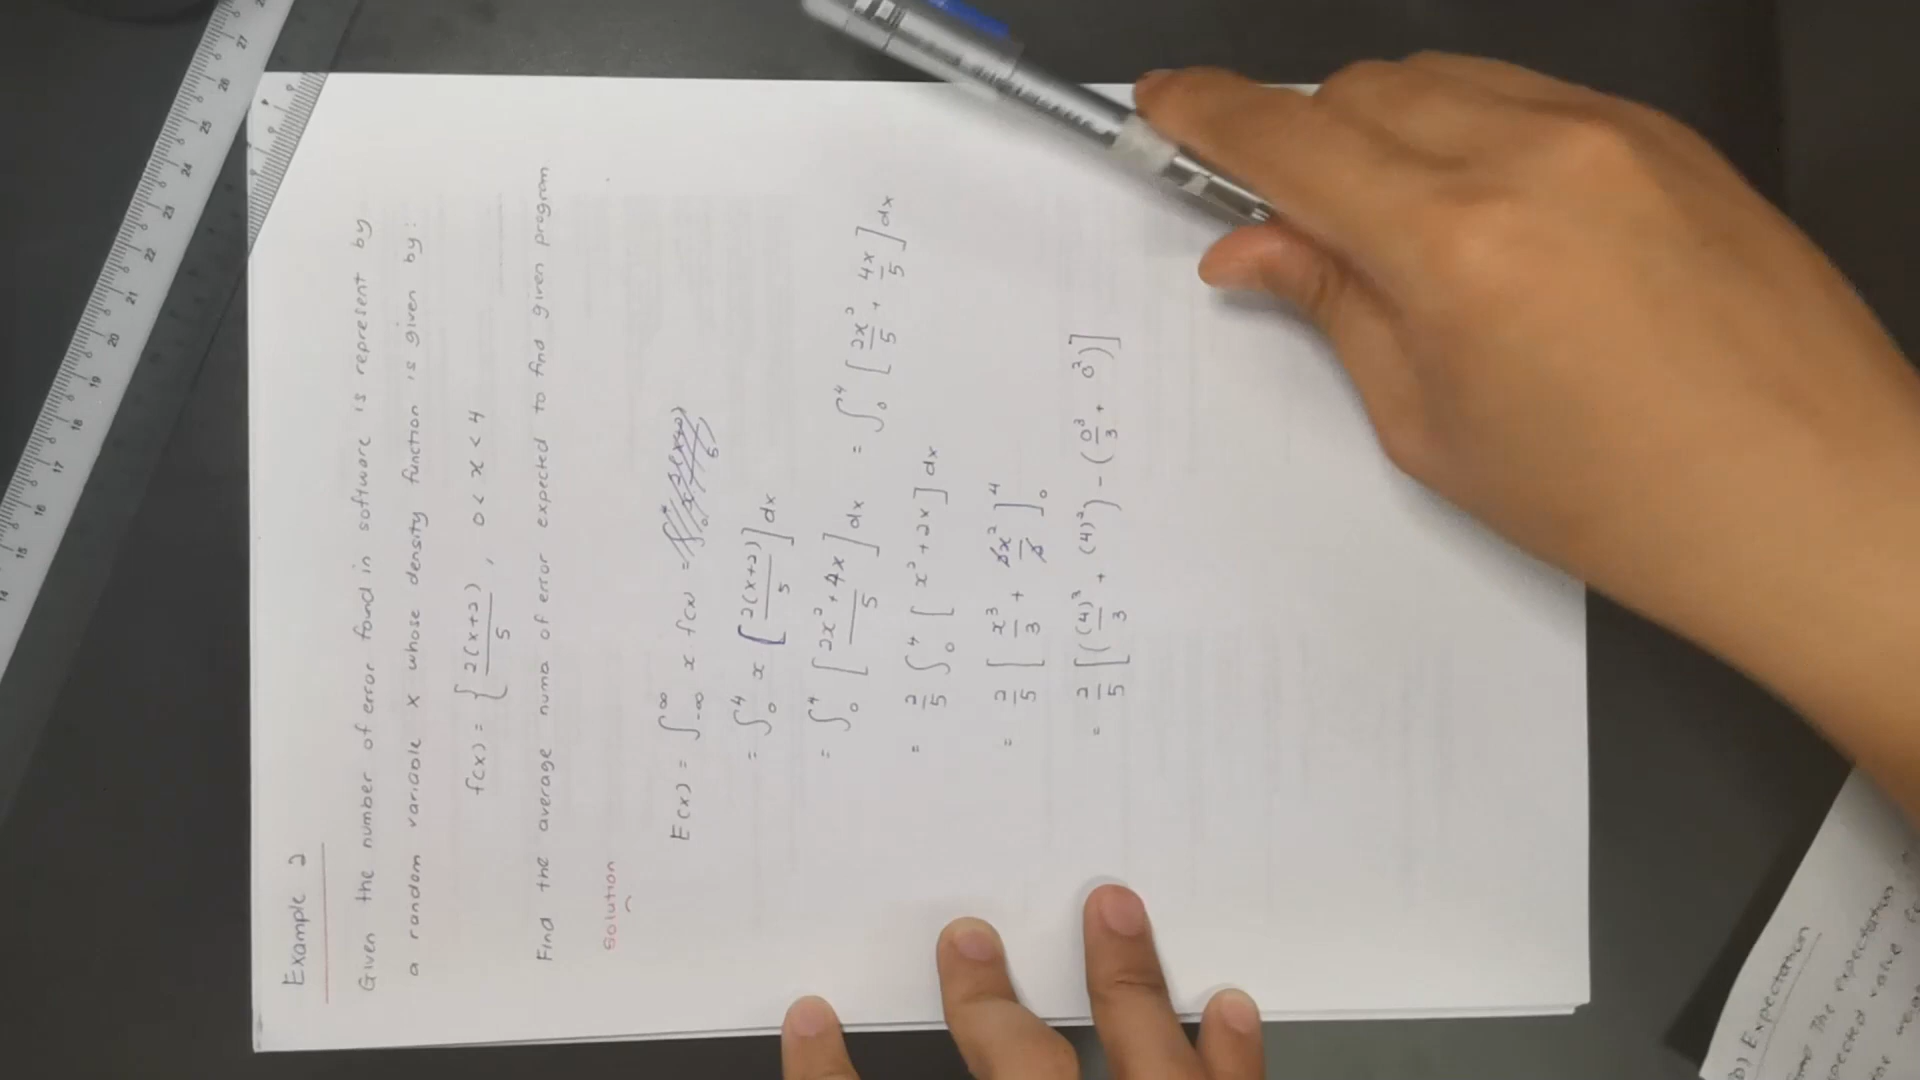 Example 2
Given the number of error found in software is represent by
a random variable X whose density function is given by:
f(x) = { 2(x+2)/5 , 0 < x < 4
Find the average numb of error expected to find given program
Solution
E(x) = ∫_{-∞}^{∞} x f(x)
= ∫_0^4 x [2(x+2)/5] dx
= ∫_0^4 [(2x² + 4x)/5] dx = ∫_0^4 [2x²/5 + 4x/5] dx
= 2/5 ∫_0^4 [x² + 2x] dx
= 2/5 [x³/3 + 2x²/2]_0^4
= 2/5 [((4)³/3 + (4)²) - (0³/3 + 0²)]
b) Expectation
The expectation
value